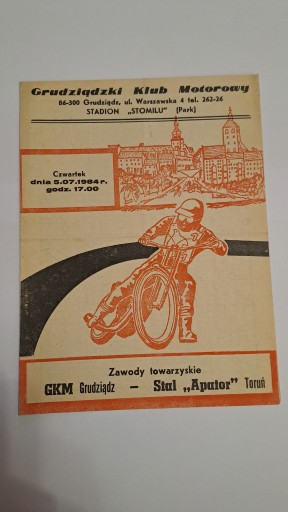 Grudziądzki Klub Motorowy
86-300 Grudziądz, ul. Warszawska 4 tel. 262-26
STADION „STOMILU” (Park)
Czwartek
dnia 5.07.1984 r.
godz. 17.00
Zawody towarzyskie
GKM Grudziądz — Stal „Apator” Toruń